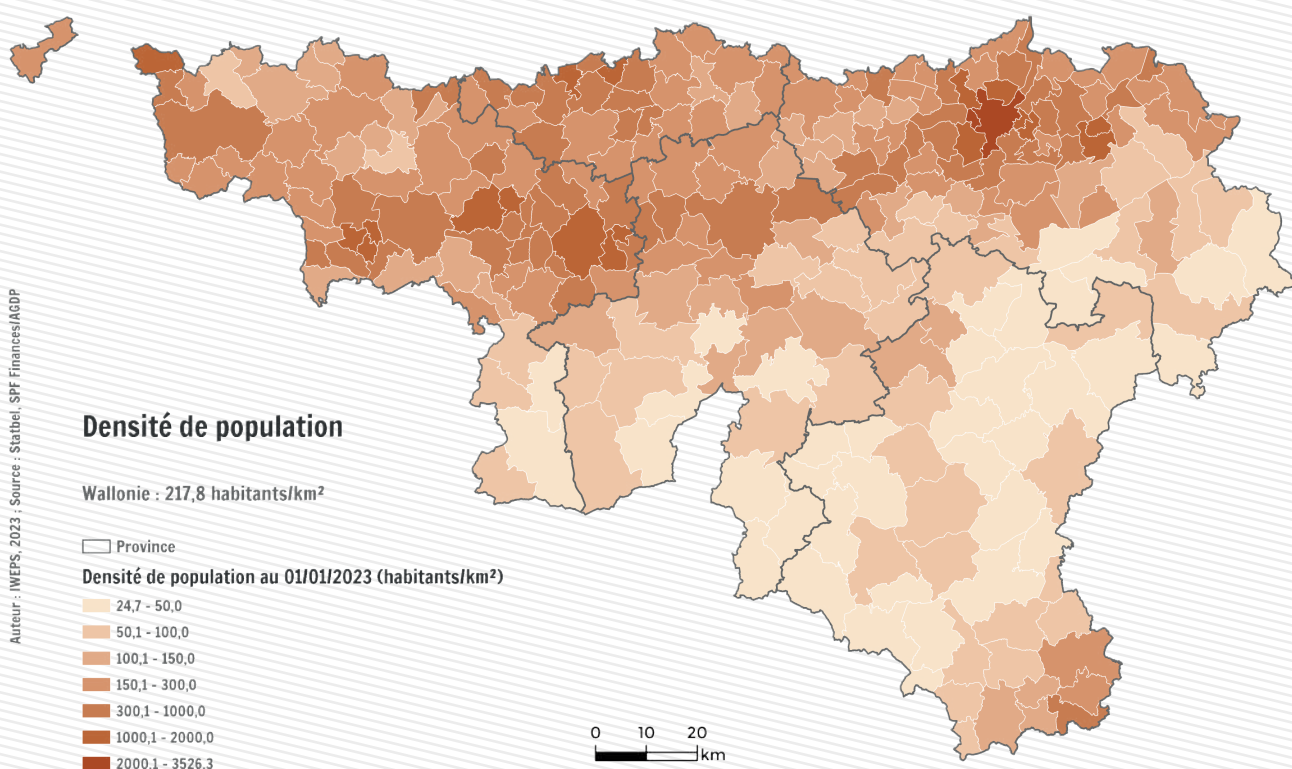 Densité de population
Wallonie : 217,8 habitants/km²
Province
Densité de population au 01/01/2023 (habitants/km²)
24,7 - 50,0
50,1 - 100,0
100,1 - 150,0
150,1 - 300,0
300,1 - 1000,0
1000,1 - 2000,0
2000,1 - 3526,3
0 10 20
km
Auteur : IWEPS, 2023 ; Source : Statbel, SPF Finances/AGDP